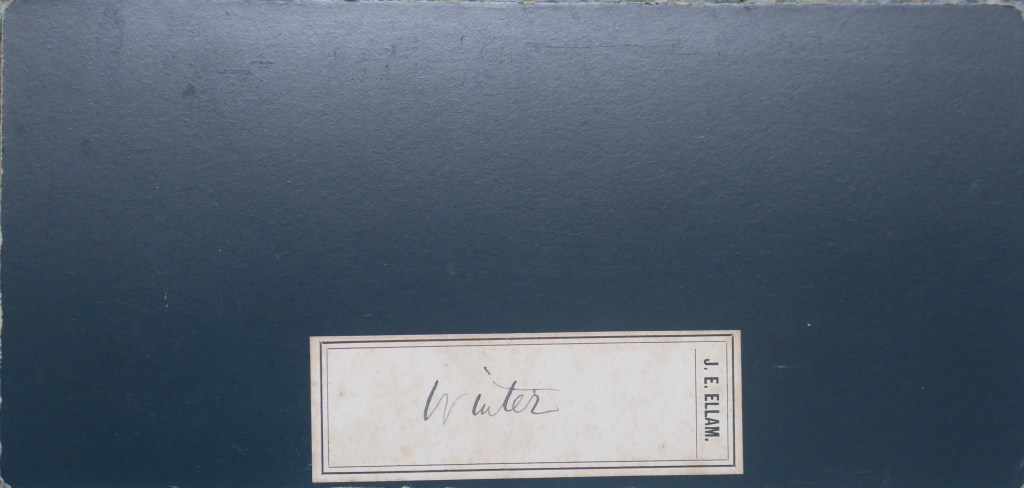 Winter
J. E. ELLAM.